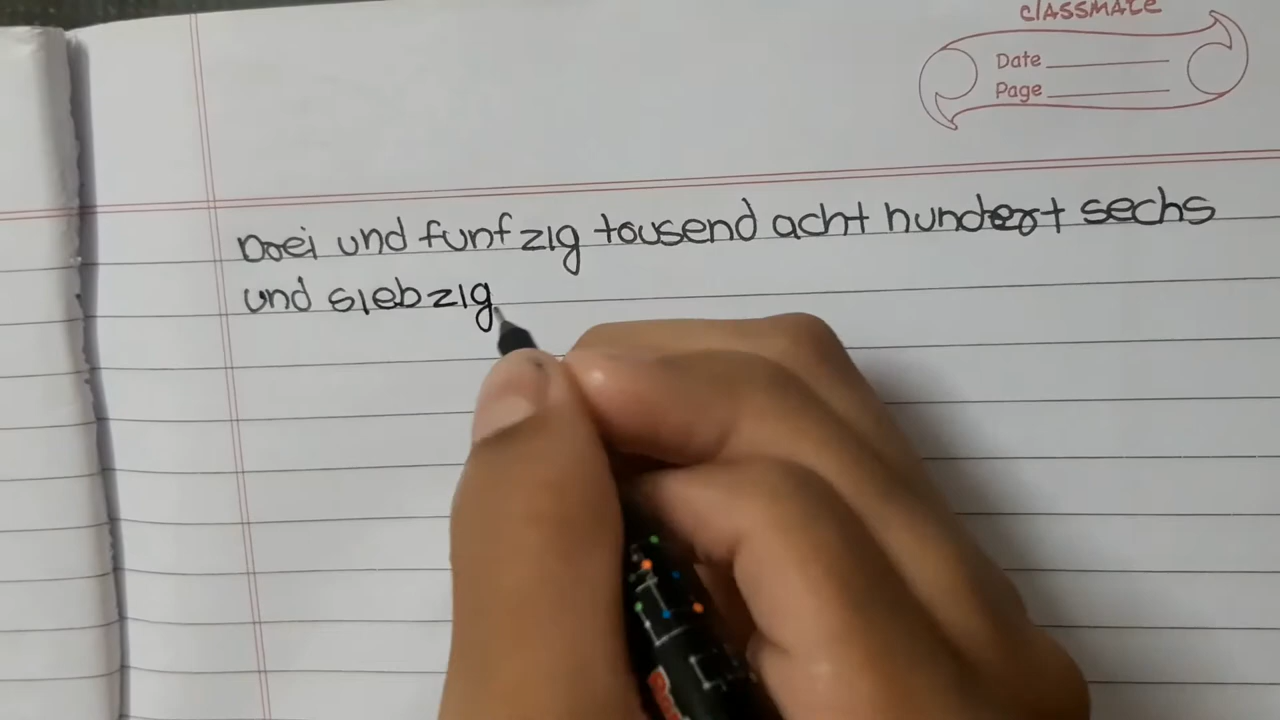 classmate
Date
Page
Drei und funfzig tousend acht hundert sechs
und siebzig